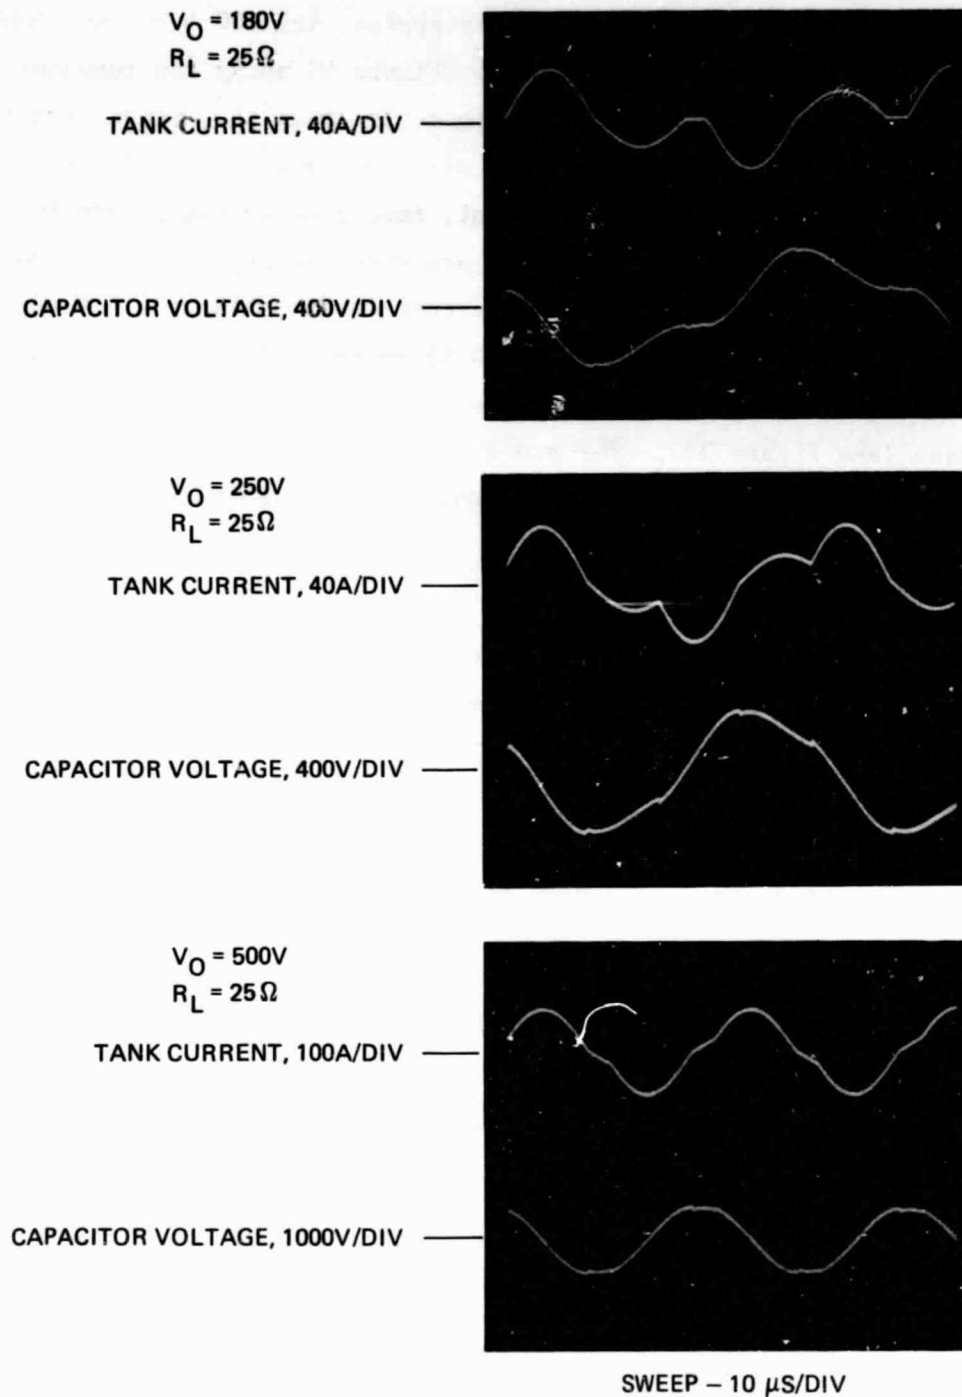 V_O = 180V
R_L = 25Ω
TANK CURRENT, 40A/DIV
CAPACITOR VOLTAGE, 400V/DIV
V_O = 250V
R_L = 25Ω
TANK CURRENT, 40A/DIV
CAPACITOR VOLTAGE, 400V/DIV
V_O = 500V
R_L = 25Ω
TANK CURRENT, 100A/DIV
CAPACITOR VOLTAGE, 1000V/DIV
SWEEP – 10 μS/DIV